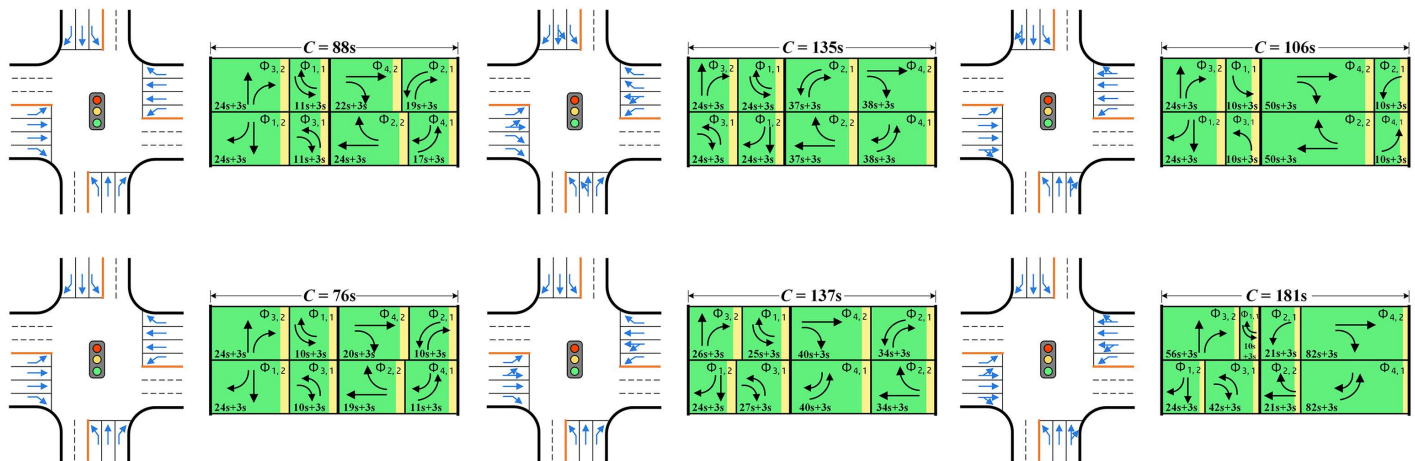 C = 88s
Φ3, 2 Φ1, 1 Φ4, 2 Φ2, 1
24s+3s 11s+3s 22s+3s 19s+3s
Φ1, 2 Φ3, 1 Φ2, 2 Φ4, 1
24s+3s 11s+3s 24s+3s 17s+3s
C = 135s
Φ3, 2 Φ1, 1 Φ2, 1 Φ4, 2
24s+3s 24s+3s 37s+3s 38s+3s
Φ3, 1 Φ1, 2 Φ2, 2 Φ4, 1
24s+3s 24s+3s 37s+3s 38s+3s
C = 106s
Φ3, 2 Φ1, 1 Φ4, 2 Φ2, 1
24s+3s 10s+3s 50s+3s 10s+3s
Φ1, 2 Φ3, 1 Φ2, 2 Φ4, 1
24s+3s 10s+3s 50s+3s 10s+3s
C = 76s
Φ3, 2 Φ1, 1 Φ4, 2 Φ2, 1
24s+3s 10s+3s 20s+3s 10s+3s
Φ1, 2 Φ3, 1 Φ2, 2 Φ4, 1
24s+3s 10s+3s 19s+3s 11s+3s
C = 137s
Φ3, 2 Φ1, 1 Φ4, 2 Φ2, 1
26s+3s 25s+3s 40s+3s 34s+3s
Φ1, 2 Φ3, 1 Φ4, 1 Φ2, 2
24s+3s 27s+3s 40s+3s 34s+3s
C = 181s
Φ3, 2 Φ1, 1 Φ2, 1 Φ4, 2
56s+3s 10s +3s 21s+3s 82s+3s
Φ1, 2 Φ3, 1 Φ2, 2 Φ4, 1
24s+3s 42s+3s 21s+3s 82s+3s